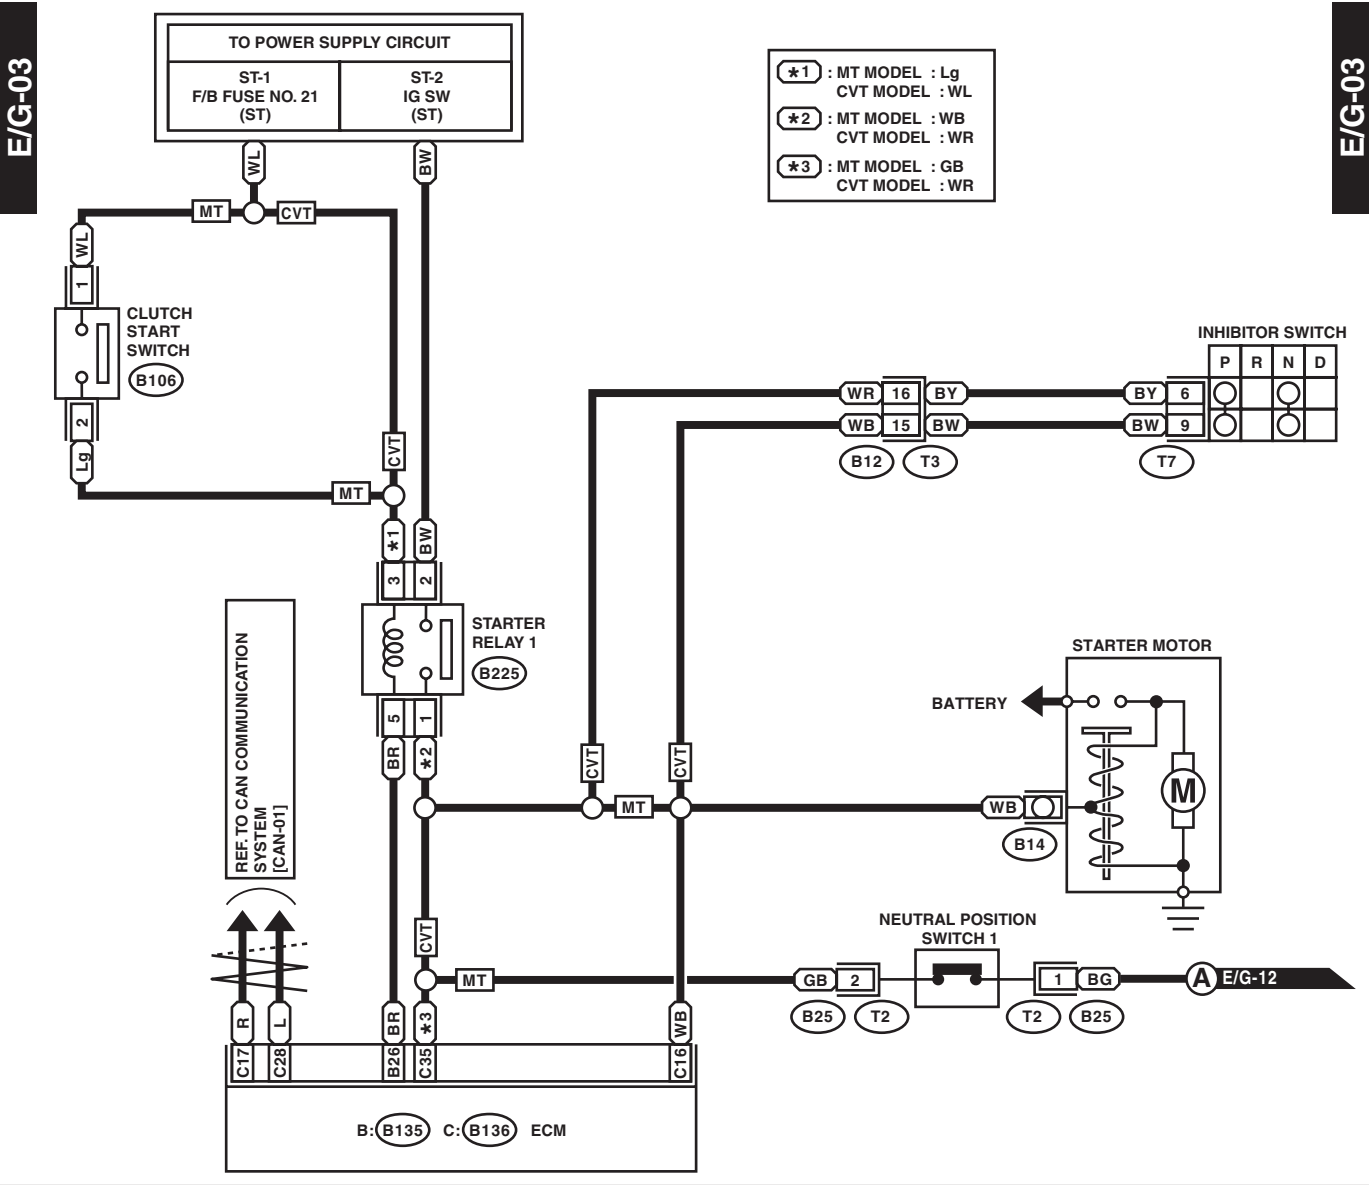 E/G-03
E/G-03
TO POWER SUPPLY CIRCUIT
ST-1
F/B FUSE NO. 21
(ST)
ST-2
IG SW
(ST)
*1 : MT MODEL : Lg
CVT MODEL : WL
*2 : MT MODEL : WB
CVT MODEL : WR
*3 : MT MODEL : GB
CVT MODEL : WR
WL
BW
MT
CVT
WL
1
CLUTCH
START
SWITCH
B106
2
Lg
CVT
MT
*1
BW
3
2
STARTER
RELAY 1
B225
5
1
BR
*2
INHIBITOR SWITCH
P R N D
WR 16 BY
BY 6
WB 15 BW
BW 9
B12
T3
T7
REF. TO CAN COMMUNICATION
SYSTEM
[CAN-01]
STARTER MOTOR
BATTERY
M
CVT
CVT
MT
WB
B14
CVT
NEUTRAL POSITION
SWITCH 1
MT
GB 2
1 BG
A E/G-12
B25
T2
T2
B25
R
L
BR
*3
WB
C17
C28
B26
C35
C16
B: B135 C: B136 ECM